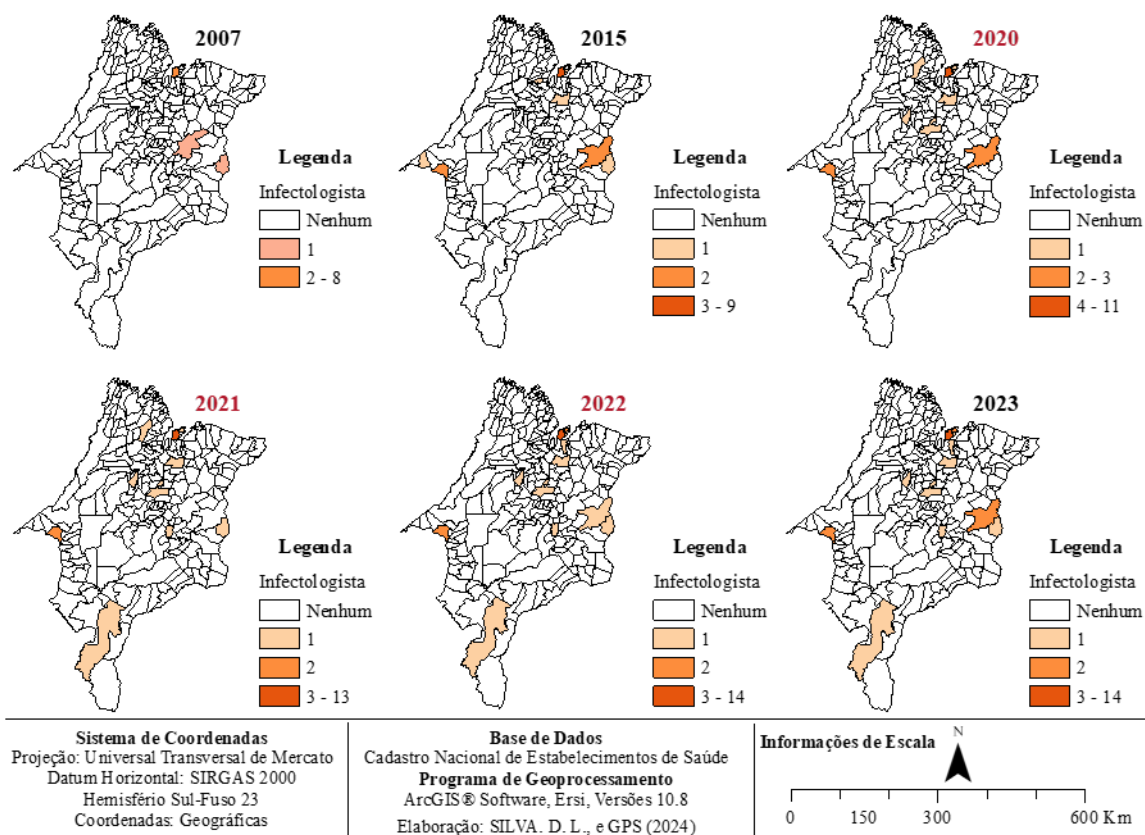 2007
Legenda
Infectologista
Nenhum
1
2 - 8
2015
Legenda
Infectologista
Nenhum
1
2
3 - 9
2020
Legenda
Infectologista
Nenhum
1
2 - 3
4 - 11
2021
Legenda
Infectologista
Nenhum
1
2
3 - 13
2022
Legenda
Infectologista
Nenhum
1
2
3 - 14
2023
Legenda
Infectologista
Nenhum
1
2
3 - 14
Sistema de Coordenadas
Projeção: Universal Transversal de Mercato
Datum Horizontal: SIRGAS 2000
Hemisfério Sul-Fuso 23
Coordenadas: Geográficas
Base de Dados
Cadastro Nacional de Estabelecimentos de Saúde
Programa de Geoprocessamento
ArcGIS® Software, Ersi, Versões 10.8
Elaboração: SILVA. D. L., e GPS (2024)
Informações de Escala
N
0 150 300 600 Km